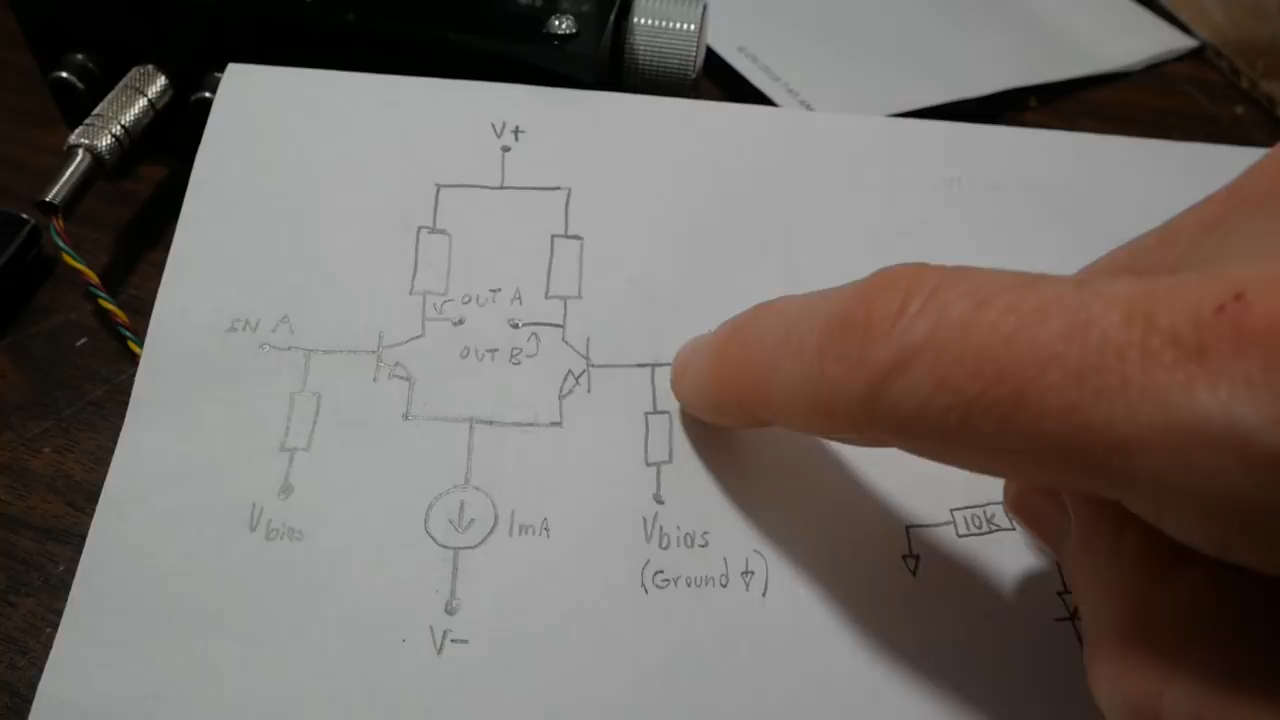 V+
OUT A
IN A
OUT B
1mA
Vbias
Vbias
(Ground ↓)
10K
V-